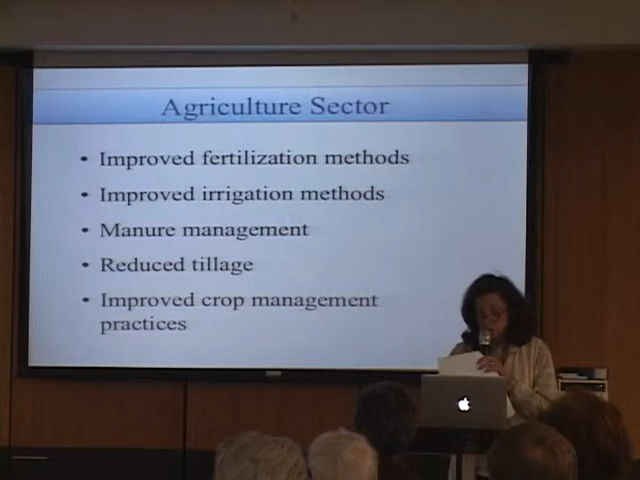 Agriculture Sector
• Improved fertilization methods
• Improved irrigation methods
• Manure management
• Reduced tillage
• Improved crop management
practices